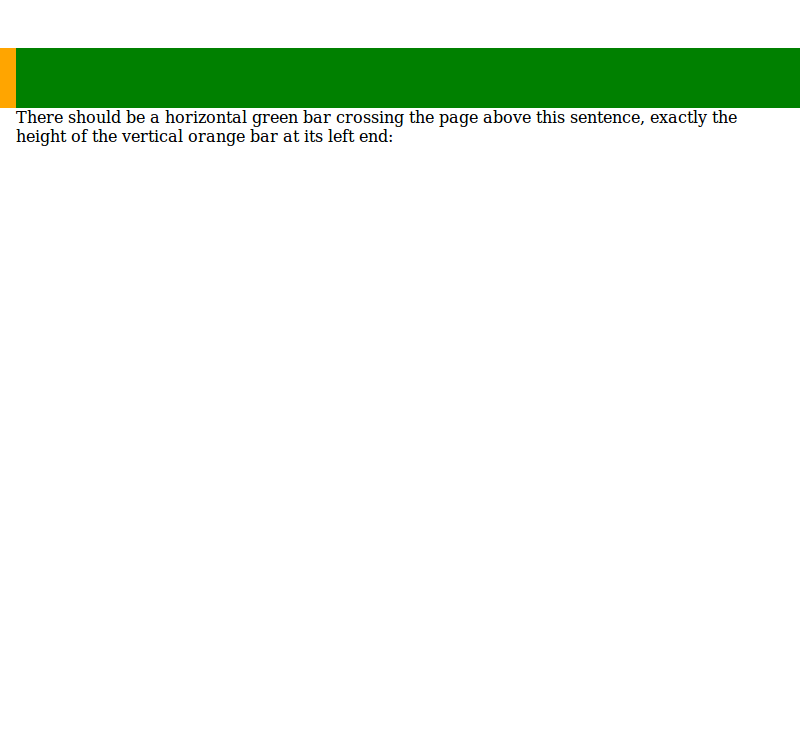 There should be a horizontal green bar crossing the page above this sentence, exactly the
height of the vertical orange bar at its left end: